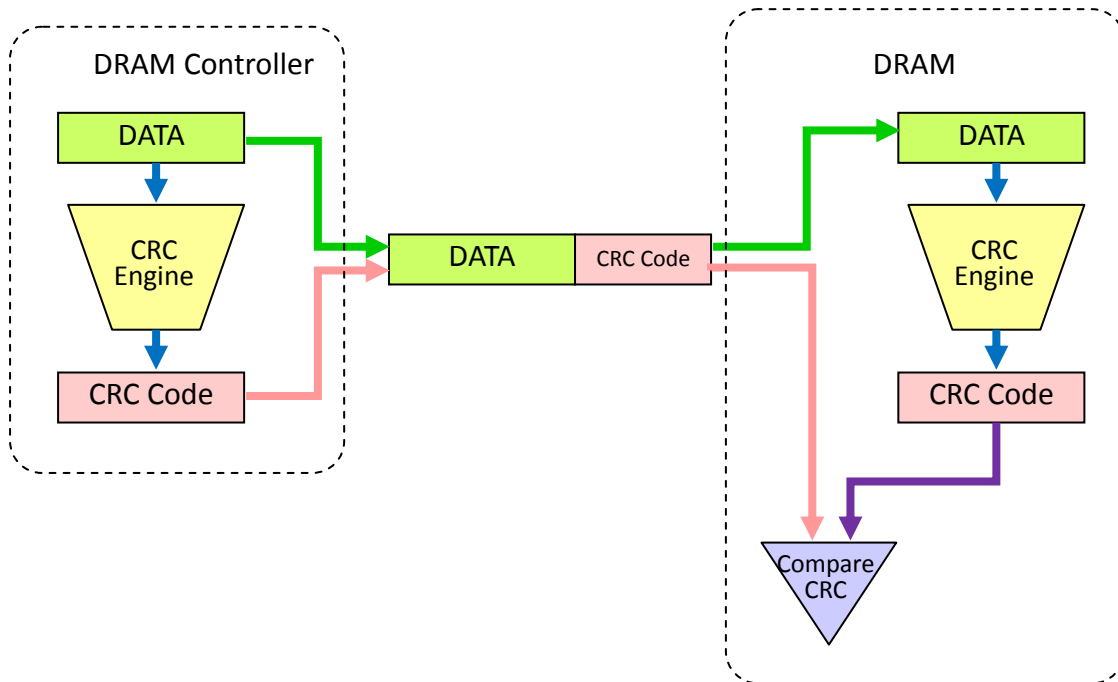 DRAM Controller
DATA
CRC
Engine
CRC Code
DATA
CRC Code
DRAM
DATA
CRC
Engine
CRC Code
Compare
CRC